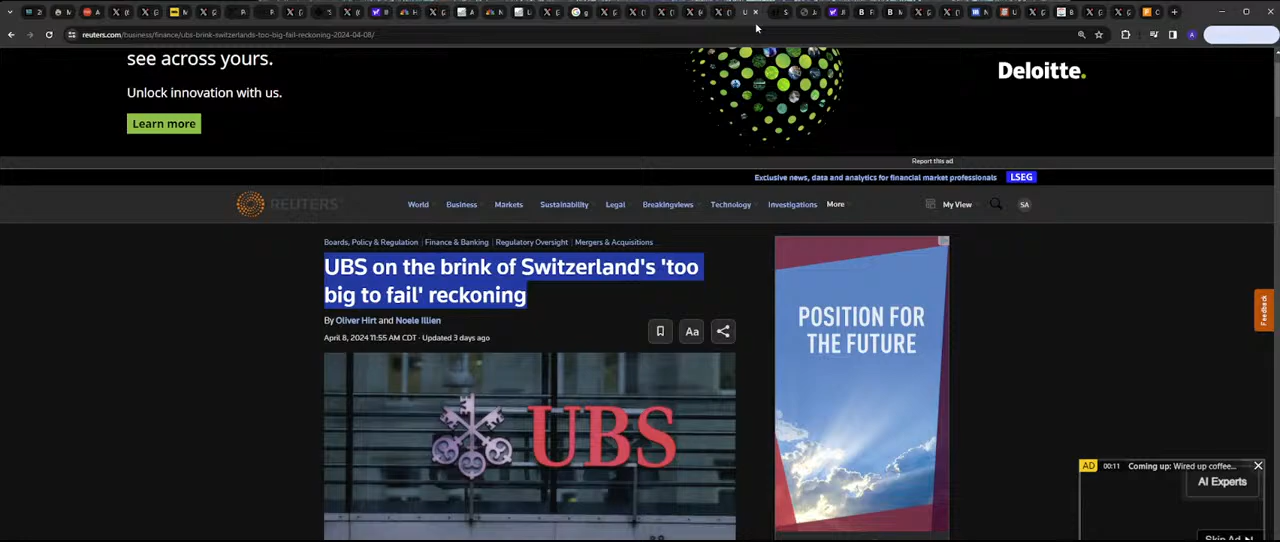 reuters.com/business/finance/ubs-brink-switzerlands-too-big-fail-reckoning-2024-04-08/
see across yours.
Unlock innovation with us.
Learn more
Deloitte.
Report this ad
Exclusive news, data and analytics for financial market professionals LSEG
REUTERS
World Business Markets Sustainability Legal Breakingviews Technology Investigations More My View SA
Boards, Policy & Regulation | Finance & Banking | Regulatory Oversight | Mergers & Acquisitions
UBS on the brink of Switzerland's 'too
big to fail' reckoning
By Oliver Hirt and Noele Illien
April 8, 2024 11:55 AM CDT · Updated 3 days ago
Aa
UBS
POSITION FOR
THE FUTURE
Feedback
AD 00:11 Coming up: Wired up coffee...
AI Experts
Skip Ad